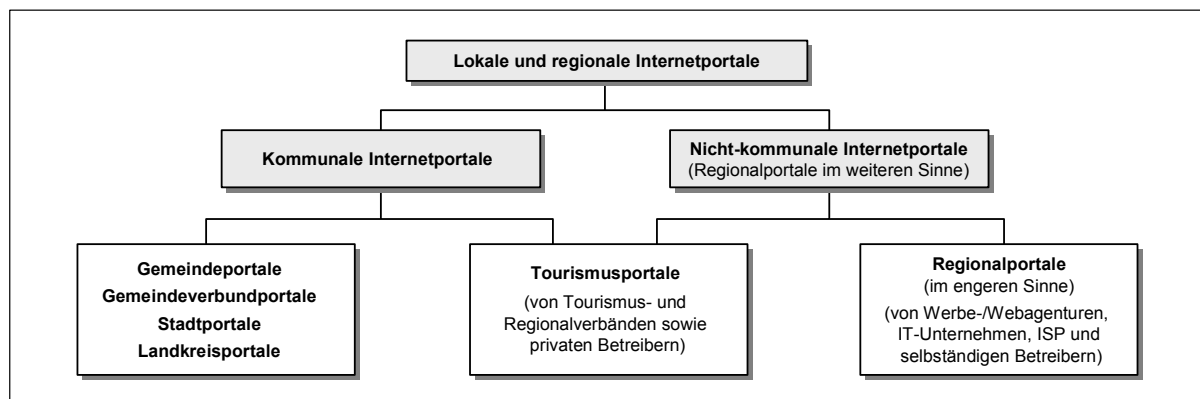 Lokale und regionale Internetportale
Kommunale Internetportale
Nicht-kommunale Internetportale
(Regionalportale im weiteren Sinne)
Gemeindeportale
Gemeindeverbundportale
Stadtportale
Landkreisportale
Tourismusportale
(von Tourismus- und
Regionalverbänden sowie
privaten Betreibern)
Regionalportale
(im engeren Sinne)
(von Werbe-/Webagenturen,
IT-Unternehmen, ISP und
selbständigen Betreibern)